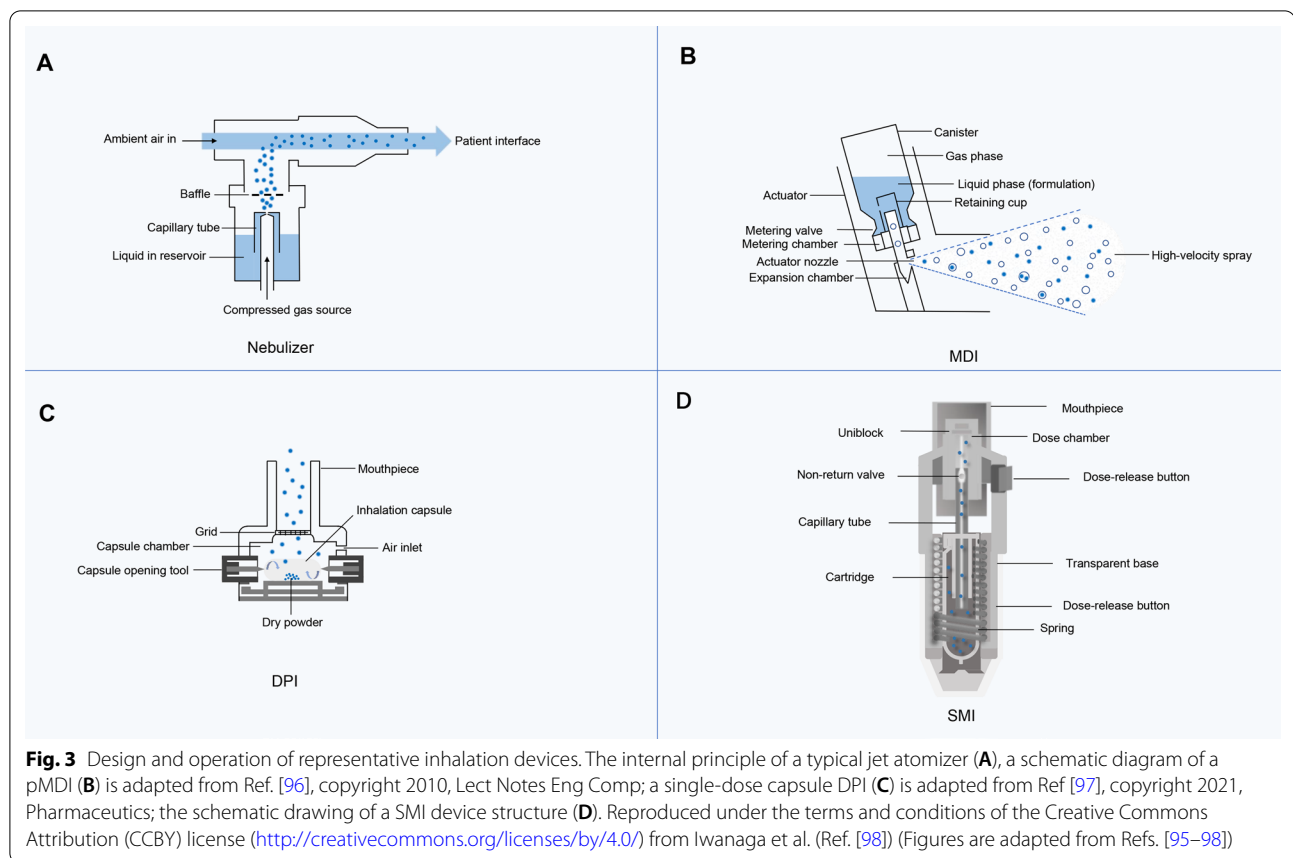 A
Ambient air in
Patient interface
Baffle
Capillary tube
Liquid in reservoir
Compressed gas source
Nebulizer
B
Canister
Gas phase
Actuator
Liquid phase (formulation)
Retaining cup
Metering valve
Metering chamber
Actuator nozzle
High-velocity spray
Expansion chamber
MDI
C
Mouthpiece
Inhalation capsule
Grid
Capsule chamber
Air inlet
Capsule opening tool
Dry powder
DPI
D
Mouthpiece
Uniblock
Dose chamber
Non-return valve
Dose-release button
Capillary tube
Transparent base
Cartridge
Dose-release button
Spring
SMI
Fig. 3 Design and operation of representative inhalation devices. The internal principle of a typical jet atomizer (A), a schematic diagram of a
pMDI (B) is adapted from Ref. [96], copyright 2010, Lect Notes Eng Comp; a single-dose capsule DPI (C) is adapted from Ref [97], copyright 2021,
Pharmaceutics; the schematic drawing of a SMI device structure (D). Reproduced under the terms and conditions of the Creative Commons
Attribution (CCBY) license (http://creativecommons.org/licenses/by/4.0/) from Iwanaga et al. (Ref. [98]) (Figures are adapted from Refs. [95–98])